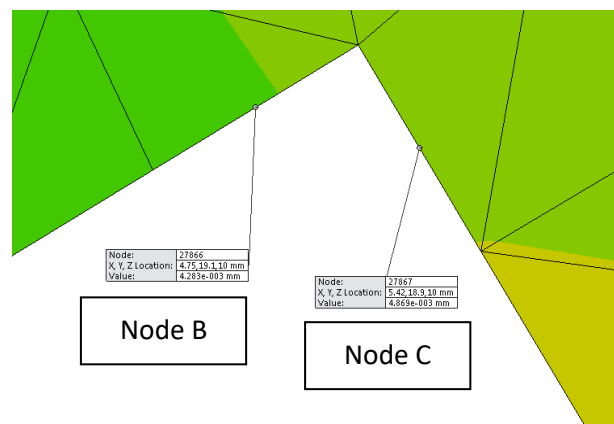 Node: 27866
X, Y, Z Location: 4.75,19.1,10 mm
Value: 4.283e-003 mm
Node: 27867
X, Y, Z Location: 5.42,18.9,10 mm
Value: 4.869e-003 mm
Node B
Node C